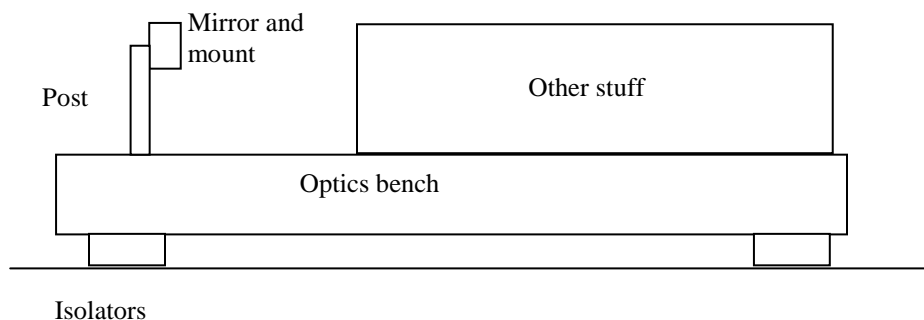 Mirror and
mount
Other stuff
Post
Optics bench
Isolators